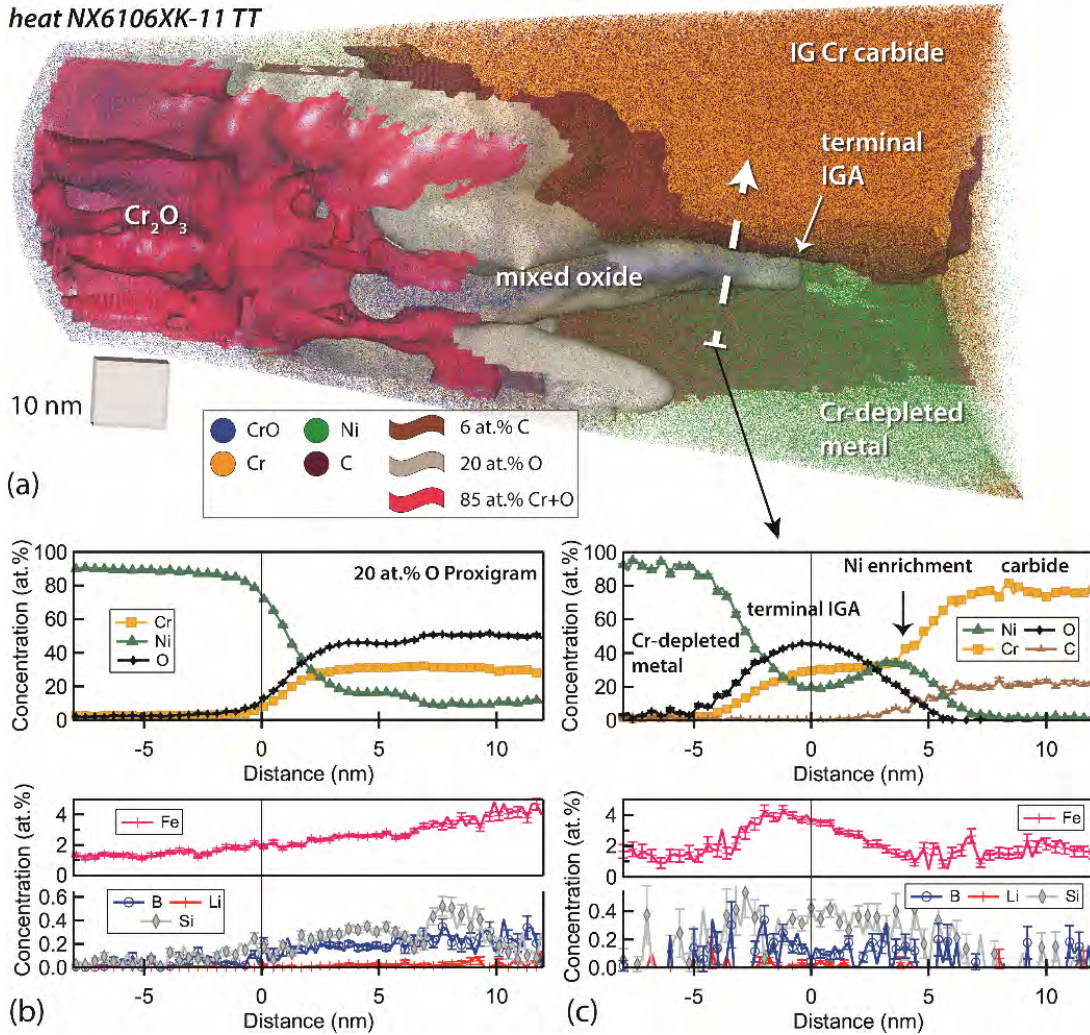 heat NX6106XK-11 TT
IG Cr carbide
terminal
IGA
Cr₂O₃
mixed oxide
10 nm
Cr-depleted
metal
CrO
Ni
6 at.% C
Cr
C
20 at.% O
85 at.% Cr+O
(a)
100
80
60
40
20
0
Concentration (at.%)
20 at.% O Proxigram
Cr
Ni
O
-5
0
5
10
Distance (nm)
4
2
0
Concentration (at.%)
Fe
0.6
0.4
0.2
0.0
B
Li
Si
-5
0
5
10
Distance (nm)
(b)
100
80
60
40
20
0
Concentration (at.%)
Ni enrichment
carbide
terminal IGA
Cr-depleted
metal
Ni
O
Cr
C
-5
0
5
10
Distance (nm)
4
2
0
Concentration (at.%)
Fe
0.4
0.2
0.0
B
Li
Si
-5
0
5
10
Distance (nm)
(c)